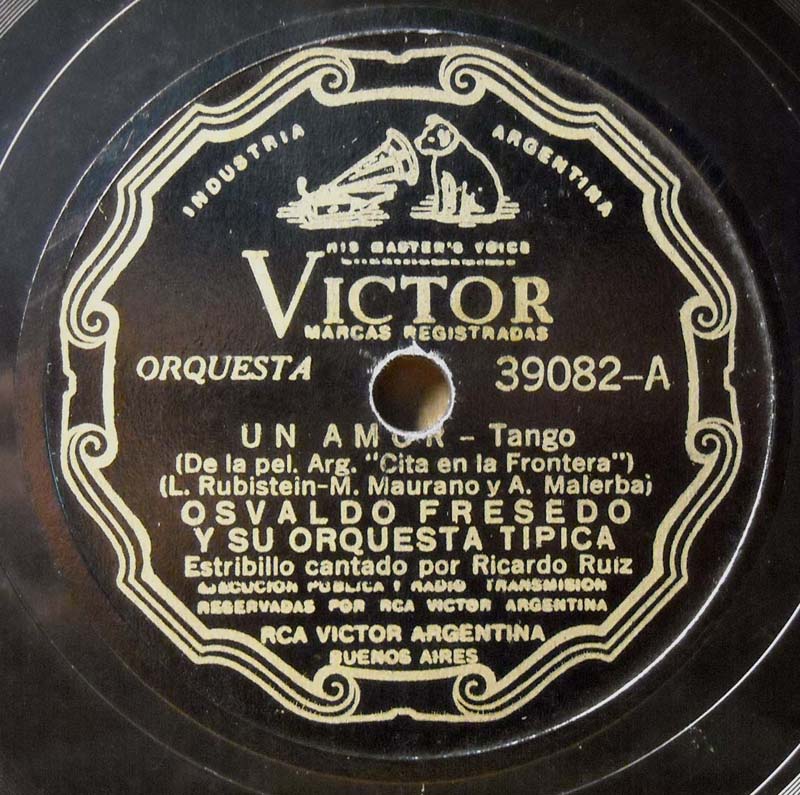 INDUSTRIA ARGENTINA
HIS MASTER'S VOICE
VICTOR
MARCAS REGISTRADAS
ORQUESTA 39082-A
UN AMOR - Tango
(De la pel. Arg. "Cita en la Frontera")
(L. Rubistein-M. Maurano y A. Malerba)
OSVALDO FRESEDO
Y SU ORQUESTA TIPICA
Estribillo cantado por Ricardo Ruiz
EJECUCION PUBLICA Y RADIO TRANSMISION
RESERVADAS POR RCA VICTOR ARGENTINA
RCA VICTOR ARGENTINA
BUENOS AIRES